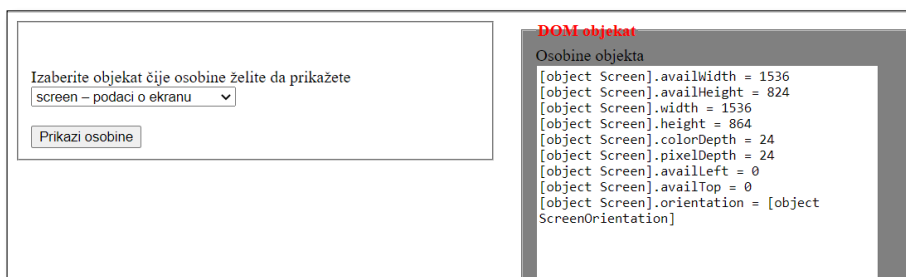 Izaberite objekat čije osobine želite da prikažete
screen – podaci o ekranu
Prikazi osobine
DOM objekat
Osobine objekta
[object Screen].availWidth = 1536
[object Screen].availHeight = 824
[object Screen].width = 1536
[object Screen].height = 864
[object Screen].colorDepth = 24
[object Screen].pixelDepth = 24
[object Screen].availLeft = 0
[object Screen].availTop = 0
[object Screen].orientation = [object
ScreenOrientation]